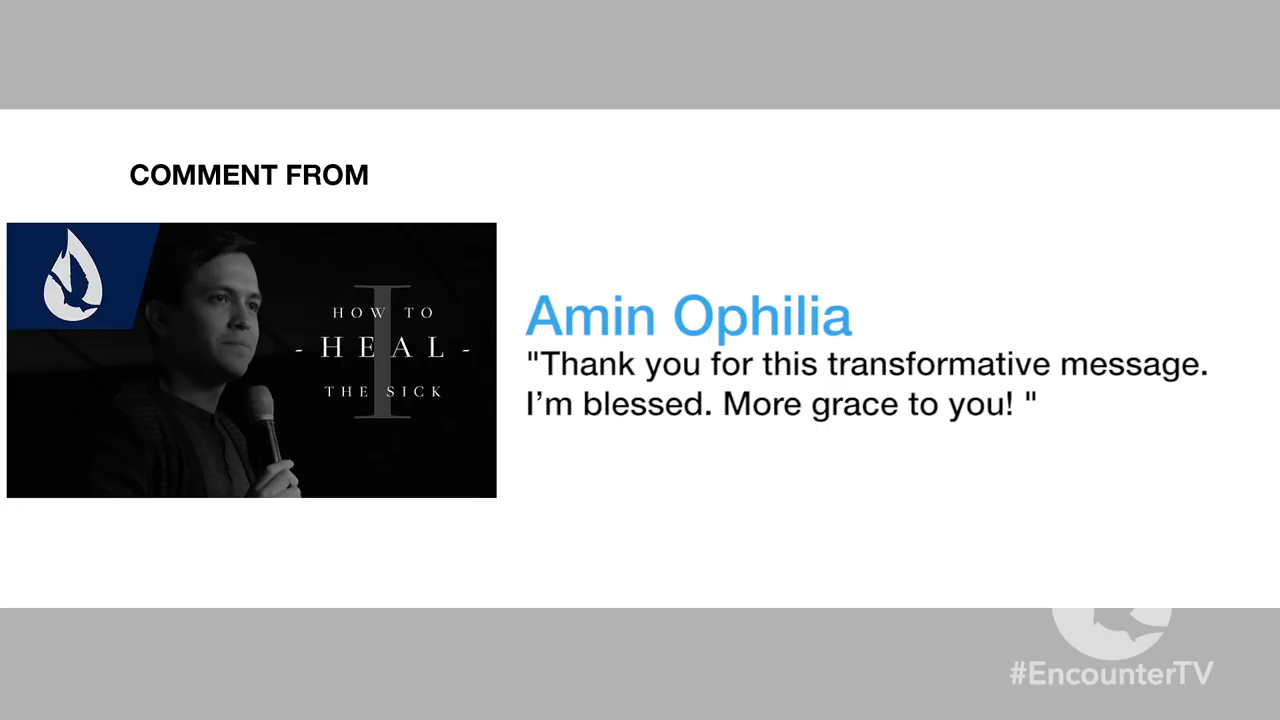 COMMENT FROM
I
HOW TO
- HEAL -
THE SICK
Amin Ophilia
"Thank you for this transformative message.
I’m blessed. More grace to you! "
#EncounterTV